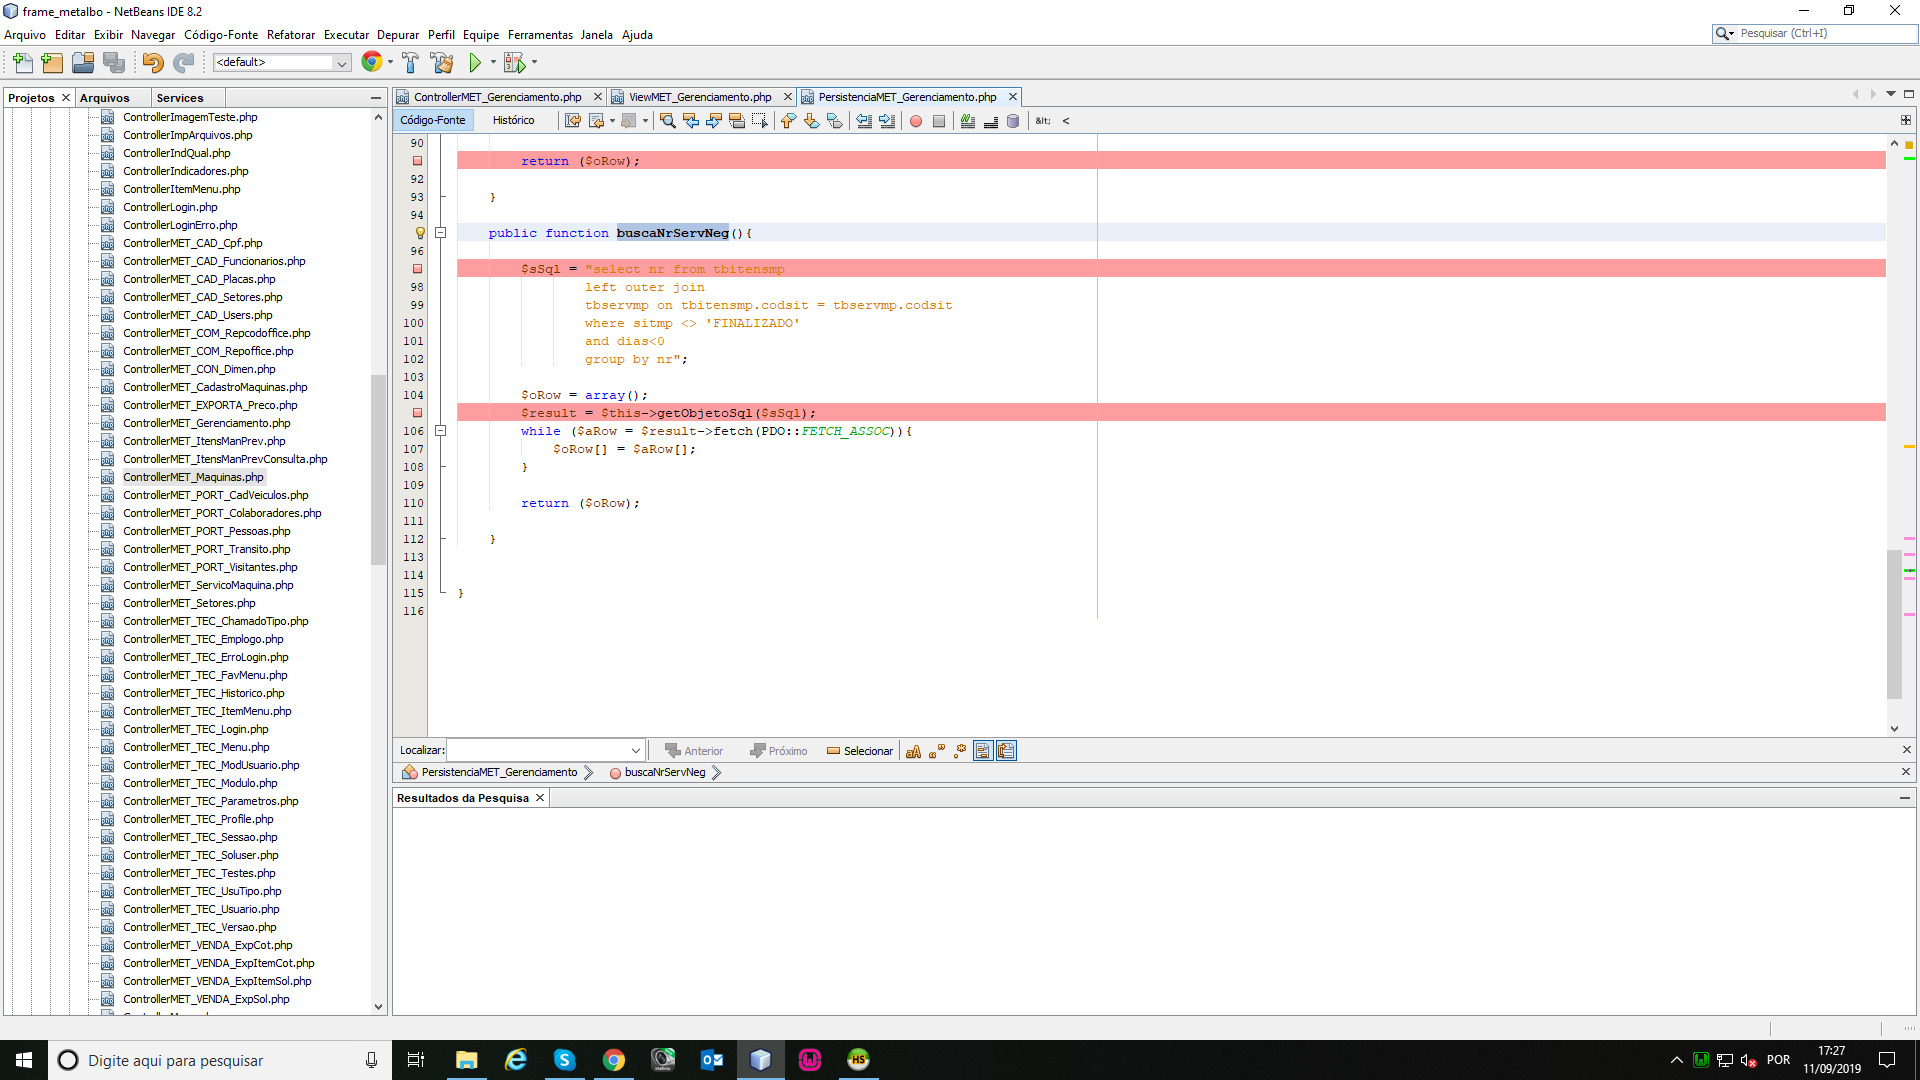 frame_metalbo - NetBeans IDE 8.2
Arquivo Editar Exibir Navegar Código-Fonte Refatorar Executar Depurar Perfil Equipe Ferramentas Janela Ajuda
Pesquisar (Ctrl+I)
<default>
Projetos Arquivos Services
ControllerImagemTeste.php
ControllerImpArquivos.php
ControllerIndQual.php
ControllerIndicadores.php
ControllerItemMenu.php
ControllerLogin.php
ControllerLoginErro.php
ControllerMET_CAD_Cpf.php
ControllerMET_CAD_Funcionarios.php
ControllerMET_CAD_Placas.php
ControllerMET_CAD_Setores.php
ControllerMET_CAD_Users.php
ControllerMET_COM_Repcodoffice.php
ControllerMET_COM_Repoffice.php
ControllerMET_CON_Dimen.php
ControllerMET_CadastroMaquinas.php
ControllerMET_EXPORTA_Preco.php
ControllerMET_Gerenciamento.php
ControllerMET_ItensManPrev.php
ControllerMET_ItensManPrevConsulta.php
ControllerMET_Maquinas.php
ControllerMET_PORT_CadVeiculos.php
ControllerMET_PORT_Colaboradores.php
ControllerMET_PORT_Pessoas.php
ControllerMET_PORT_Transito.php
ControllerMET_PORT_Visitantes.php
ControllerMET_ServicoMaquina.php
ControllerMET_Setores.php
ControllerMET_TEC_ChamadoTipo.php
ControllerMET_TEC_Emplogo.php
ControllerMET_TEC_ErroLogin.php
ControllerMET_TEC_FavMenu.php
ControllerMET_TEC_Historico.php
ControllerMET_TEC_ItemMenu.php
ControllerMET_TEC_Login.php
ControllerMET_TEC_Menu.php
ControllerMET_TEC_ModUsuario.php
ControllerMET_TEC_Modulo.php
ControllerMET_TEC_Parametros.php
ControllerMET_TEC_Profile.php
ControllerMET_TEC_Sessao.php
ControllerMET_TEC_Soluser.php
ControllerMET_TEC_Testes.php
ControllerMET_TEC_UsuTipo.php
ControllerMET_TEC_Usuario.php
ControllerMET_TEC_Versao.php
ControllerMET_VENDA_ExpCot.php
ControllerMET_VENDA_ExpItemCot.php
ControllerMET_VENDA_ExpItemSol.php
ControllerMET_VENDA_ExpSol.php
ControllerMET_Gerenciamento.php ViewMET_Gerenciamento.php PersistenciaMET_Gerenciamento.php
Código-Fonte Histórico &lt; <
90
return ($oRow);
92
93 }
94
public function buscaNrServNeg(){
96
$sSql = "select nr from tbitensmp
98 left outer join
99 tbservmp on tbitensmp.codsit = tbservmp.codsit
100 where sitmp <> 'FINALIZADO'
101 and dias<0
102 group by nr";
103
104 $oRow = array();
$result = $this->getObjetoSql($sSql);
106 while ($aRow = $result->fetch(PDO::FETCH_ASSOC)){
107 $oRow[] = $aRow[];
108 }
109
110 return ($oRow);
111
112 }
113
114
115 }
116
Localizar: Anterior Próximo Selecionar aA
PersistenciaMET_Gerenciamento buscaNrServNeg
Resultados da Pesquisa
Digite aqui para pesquisar
POR
17:27
11/09/2019